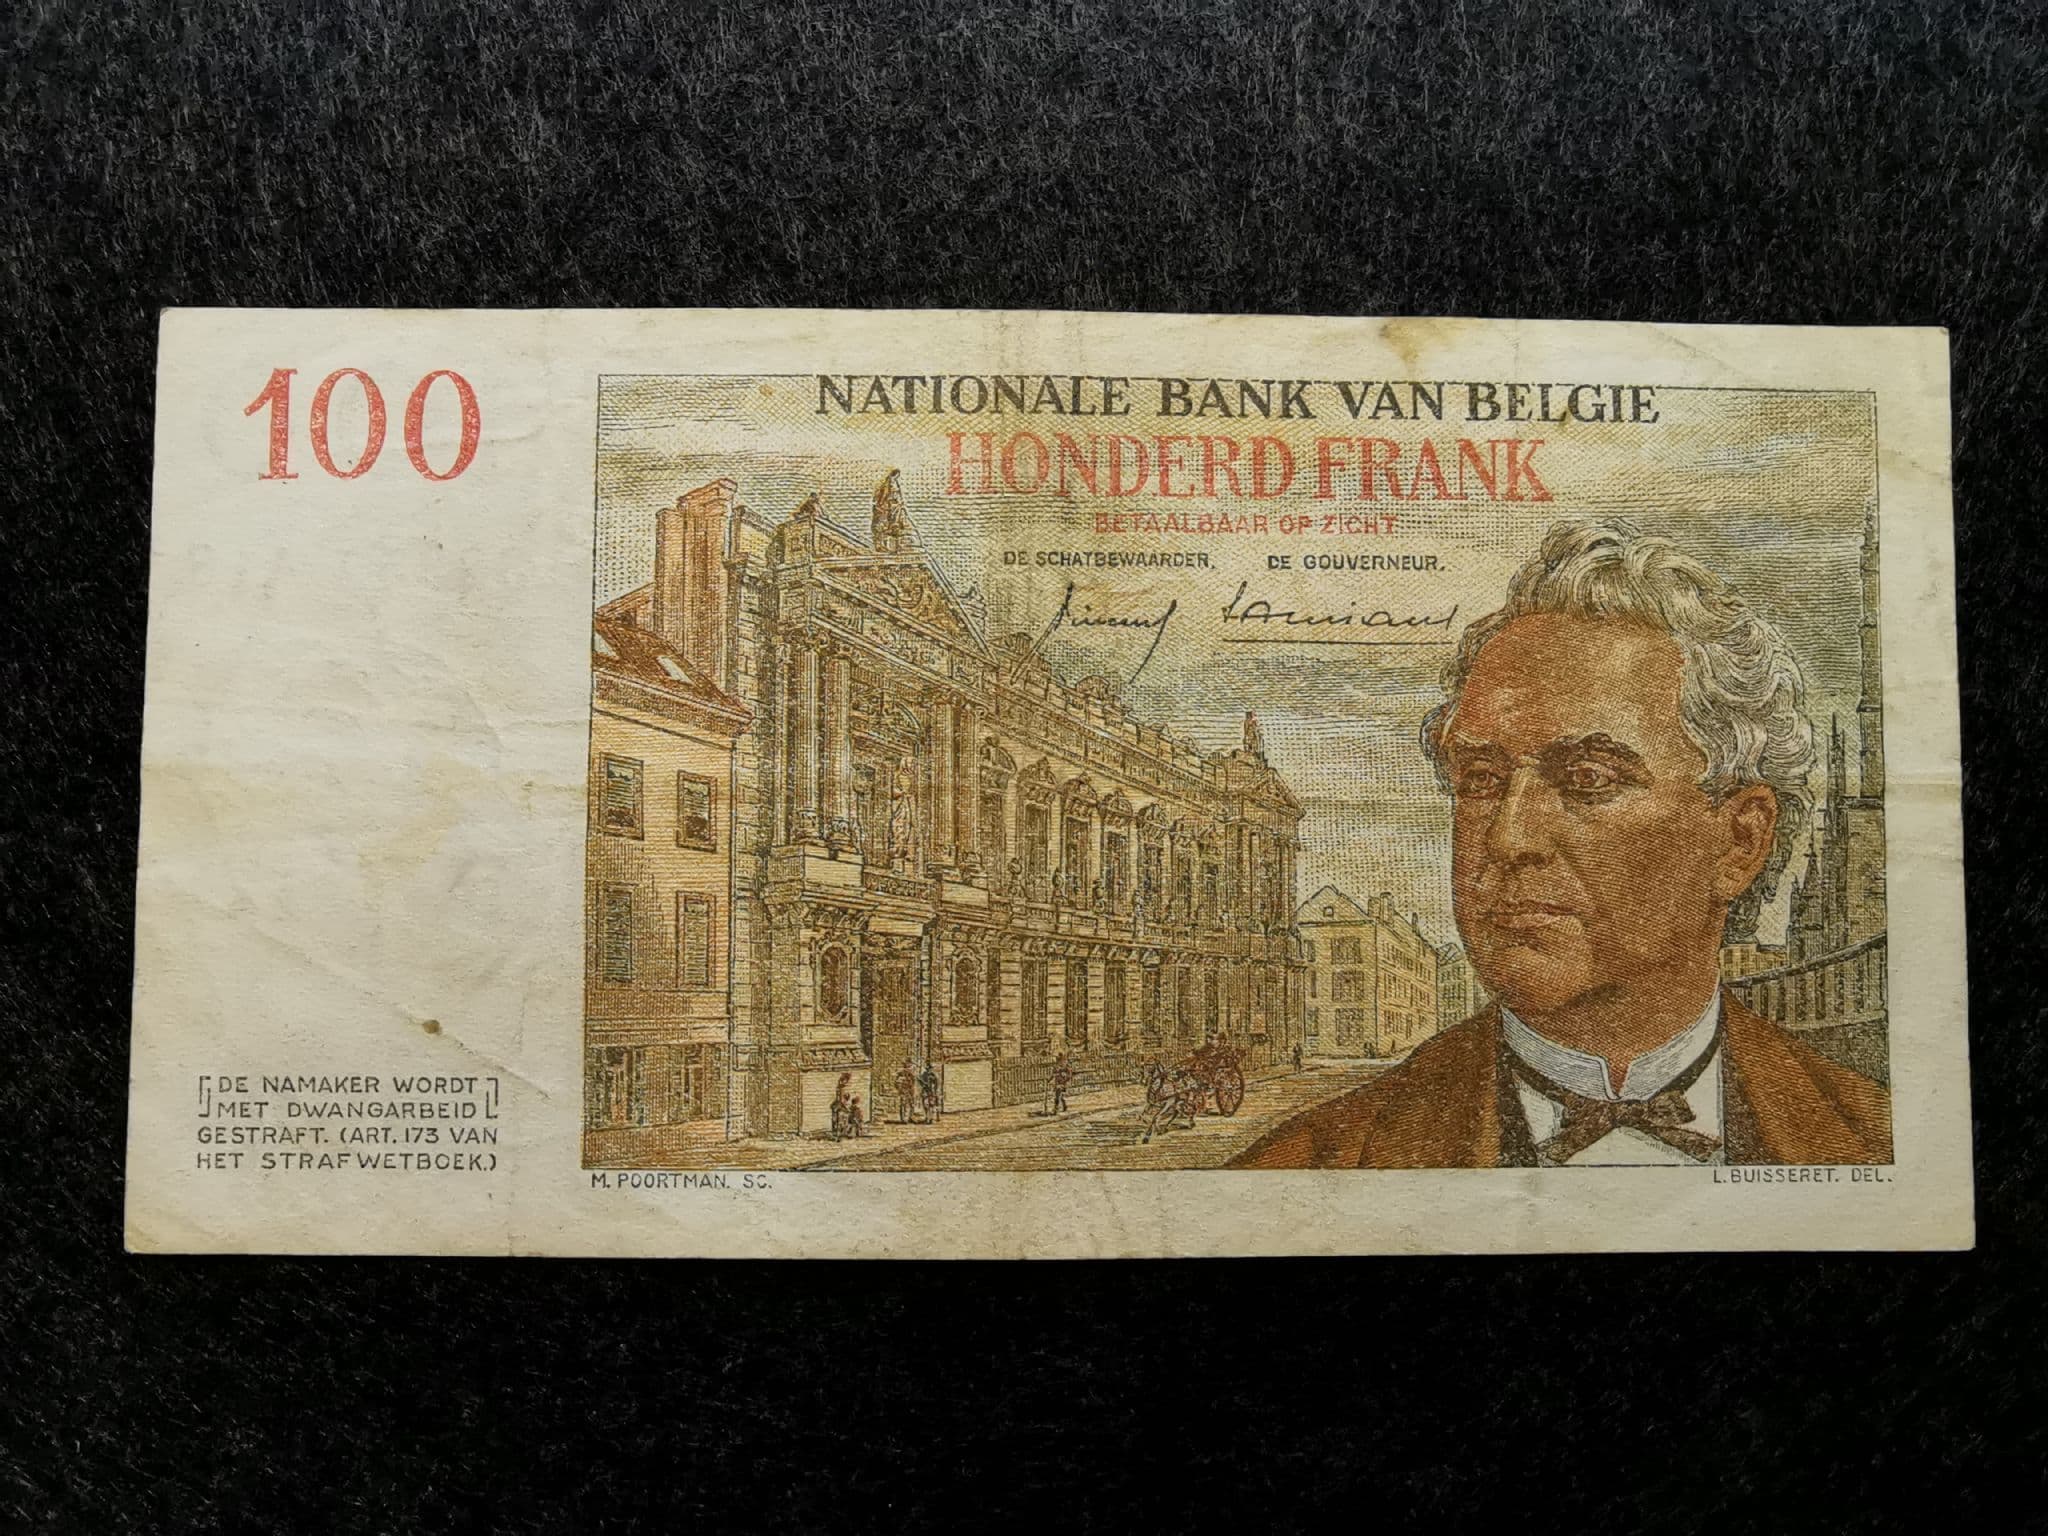 100
NATIONALE BANK VAN BELGIE
HONDERD FRANK
BETAALBAAR OP ZICHT
DE SCHATBEWAARDER, DE GOUVERNEUR.
DE NAMAKER WORDT
MET DWANGARBEID
GESTRAFT. (ART. 173 VAN
HET STRAFWETBOEK.)
M. POORTMAN. SC.
L. BUISSERET. DEL.